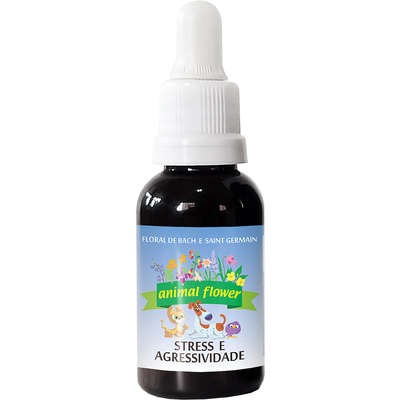 FLORAL DE BACH E SAINT GERMAIN
animal flower
STRESS E
AGRESSIVIDADE